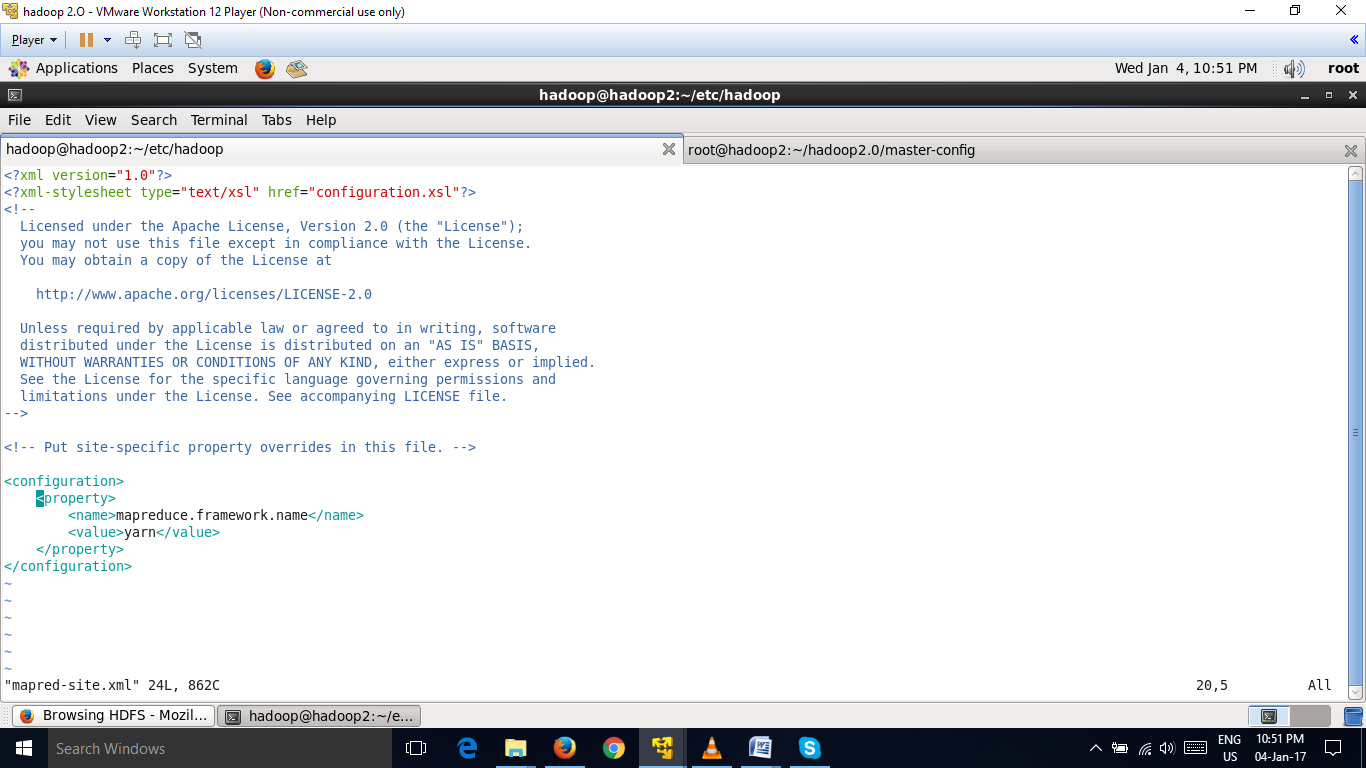 hadoop 2.O - VMware Workstation 12 Player (Non-commercial use only)
Player
Applications Places System Wed Jan 4, 10:51 PM root
hadoop@hadoop2:~/etc/hadoop
File Edit View Search Terminal Tabs Help
hadoop@hadoop2:~/etc/hadoop root@hadoop2:~/hadoop2.0/master-config
<?xml version="1.0"?>
<?xml-stylesheet type="text/xsl" href="configuration.xsl"?>
<!--
  Licensed under the Apache License, Version 2.0 (the "License");
  you may not use this file except in compliance with the License.
  You may obtain a copy of the License at

    http://www.apache.org/licenses/LICENSE-2.0

  Unless required by applicable law or agreed to in writing, software
  distributed under the License is distributed on an "AS IS" BASIS,
  WITHOUT WARRANTIES OR CONDITIONS OF ANY KIND, either express or implied.
  See the License for the specific language governing permissions and
  limitations under the License. See accompanying LICENSE file.
-->

<!-- Put site-specific property overrides in this file. -->

<configuration>
    <property>
        <name>mapreduce.framework.name</name>
        <value>yarn</value>
    </property>
</configuration>
~
~
~
~
~
~
"mapred-site.xml" 24L, 862C 20,5 All
Browsing HDFS - Mozil... hadoop@hadoop2:~/e...
Search Windows
ENG
US
10:51 PM
04-Jan-17